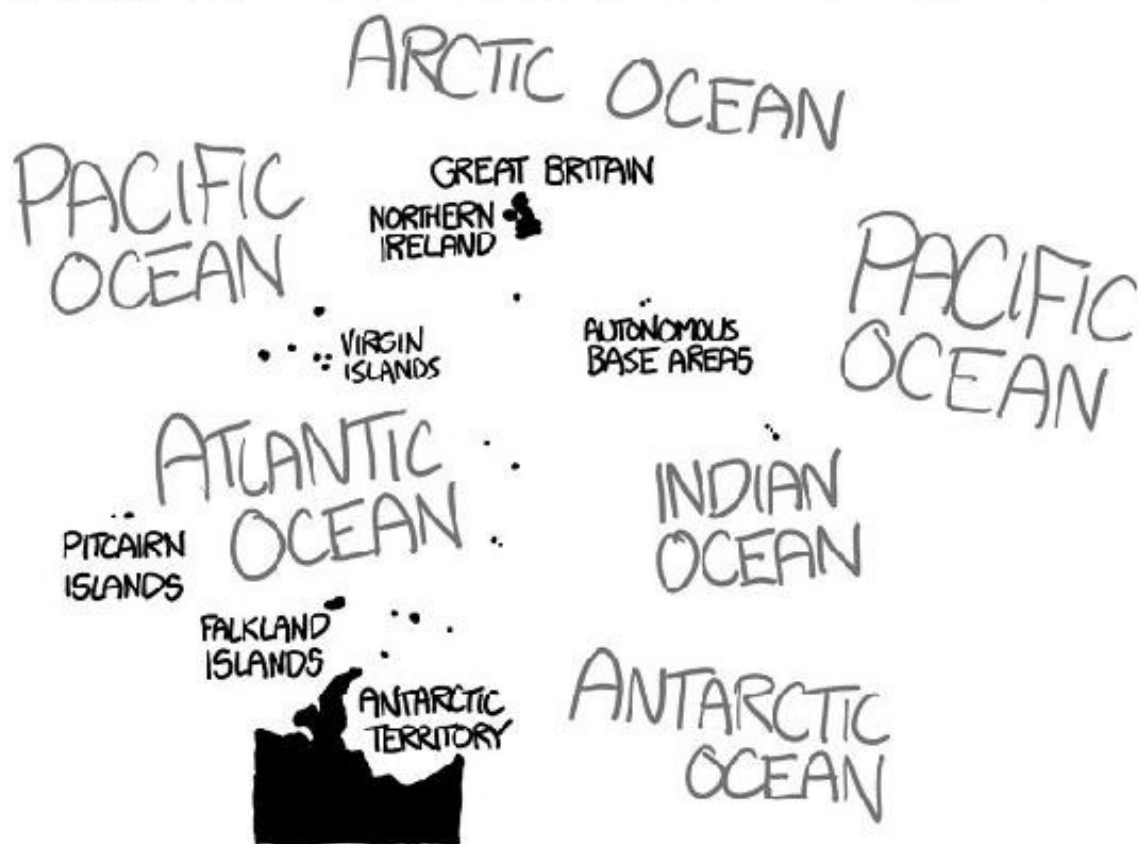 ARCTIC OCEAN
PACIFIC
OCEAN
GREAT BRITAIN
NORTHERN
IRELAND
PACIFIC
OCEAN
VIRGIN
ISLANDS
AUTONOMOUS
BASE AREAS
ATLANTIC
OCEAN
INDIAN
OCEAN
PITCAIRN
ISLANDS
FALKLAND
ISLANDS
ANTARCTIC
TERRITORY
ANTARCTIC
OCEAN